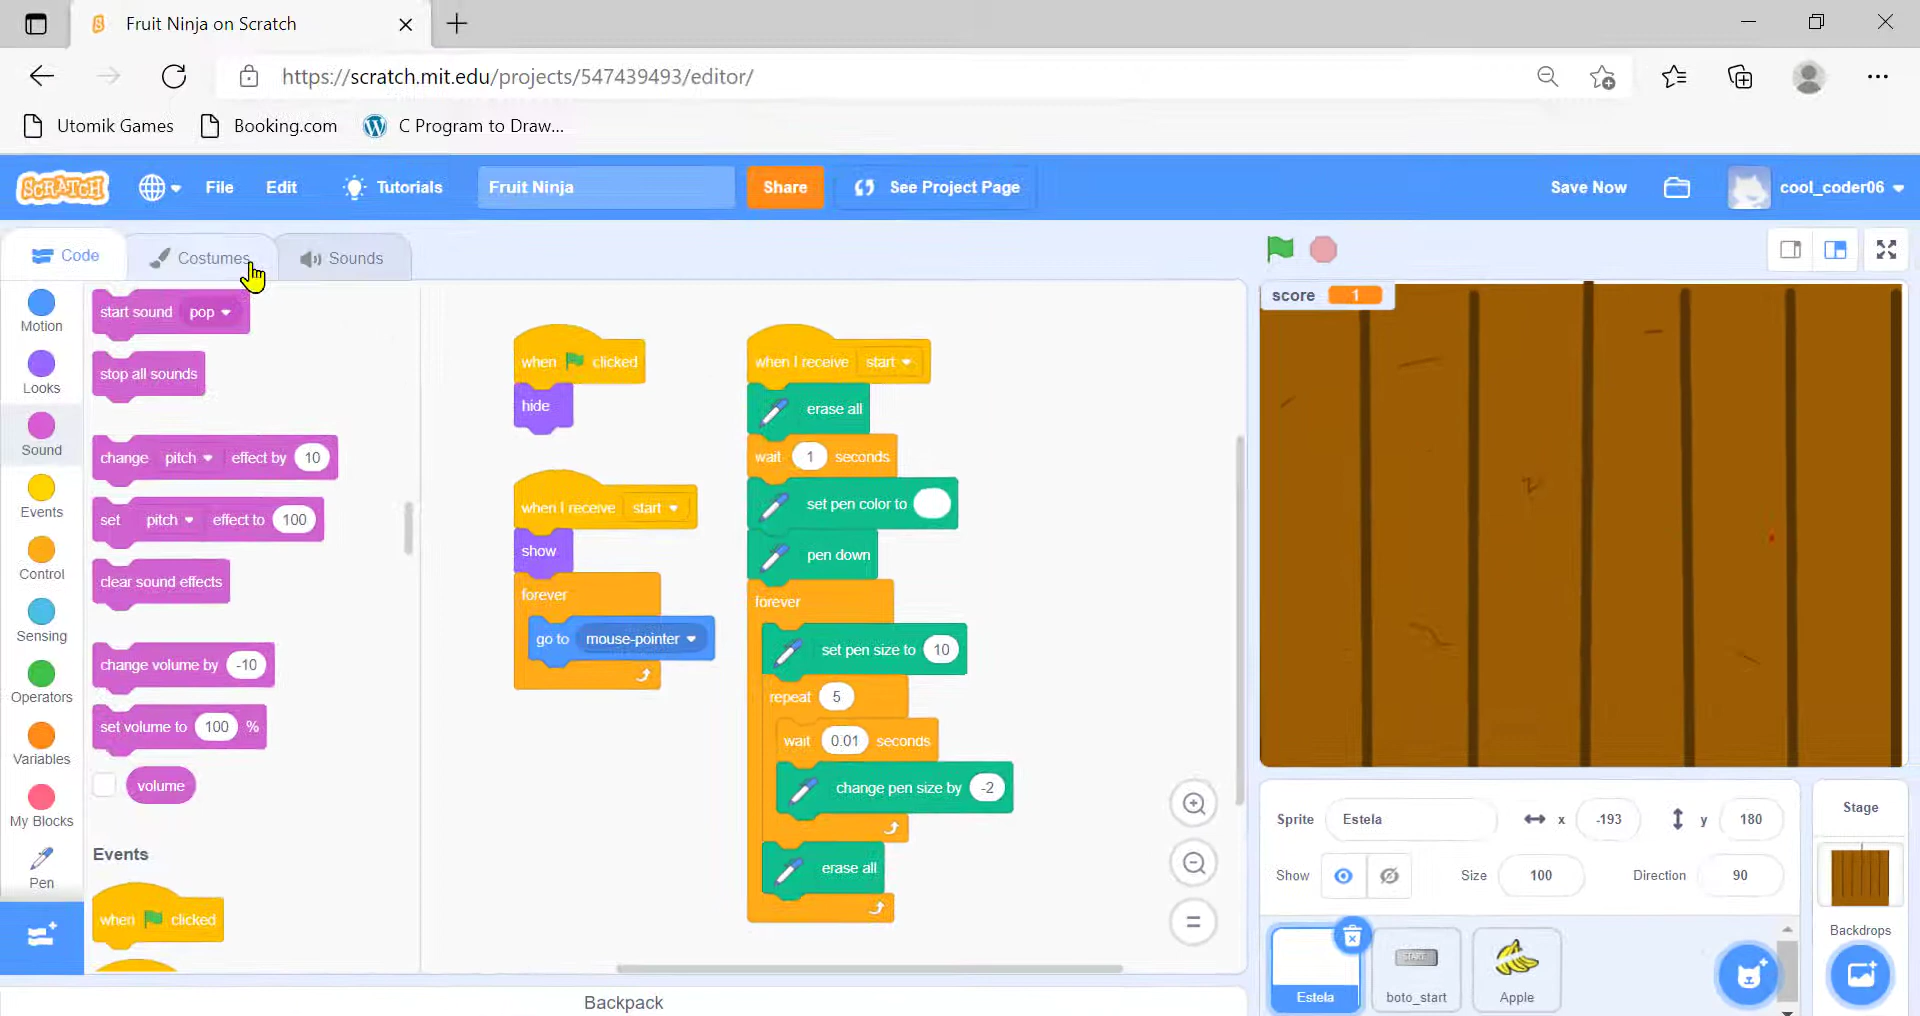 Fruit Ninja on Scratch
https://scratch.mit.edu/projects/547439493/editor/
Utomik Games
Booking.com
C Program to Draw...
SCRATCH
File
Edit
Tutorials
Fruit Ninja
Share
See Project Page
Save Now
cool_coder06
Code
Costumes
Sounds
Motion
Looks
Sound
Events
Control
Sensing
Operators
Variables
My Blocks
Pen
start sound pop
stop all sounds
change pitch effect by 10
set pitch effect to 100
clear sound effects
change volume by -10
set volume to 100 %
volume
Events
when clicked
when clicked
hide
when I receive start
show
forever
go to mouse-pointer
when I receive start
erase all
wait 1 seconds
set pen color to
pen down
forever
set pen size to 10
repeat 5
wait 0.01 seconds
change pen size by -2
erase all
Backpack
score 1
Sprite Estela x -193 y 180
Show Size 100 Direction 90
Estela
START
boto_start
Apple
Stage
Backdrops